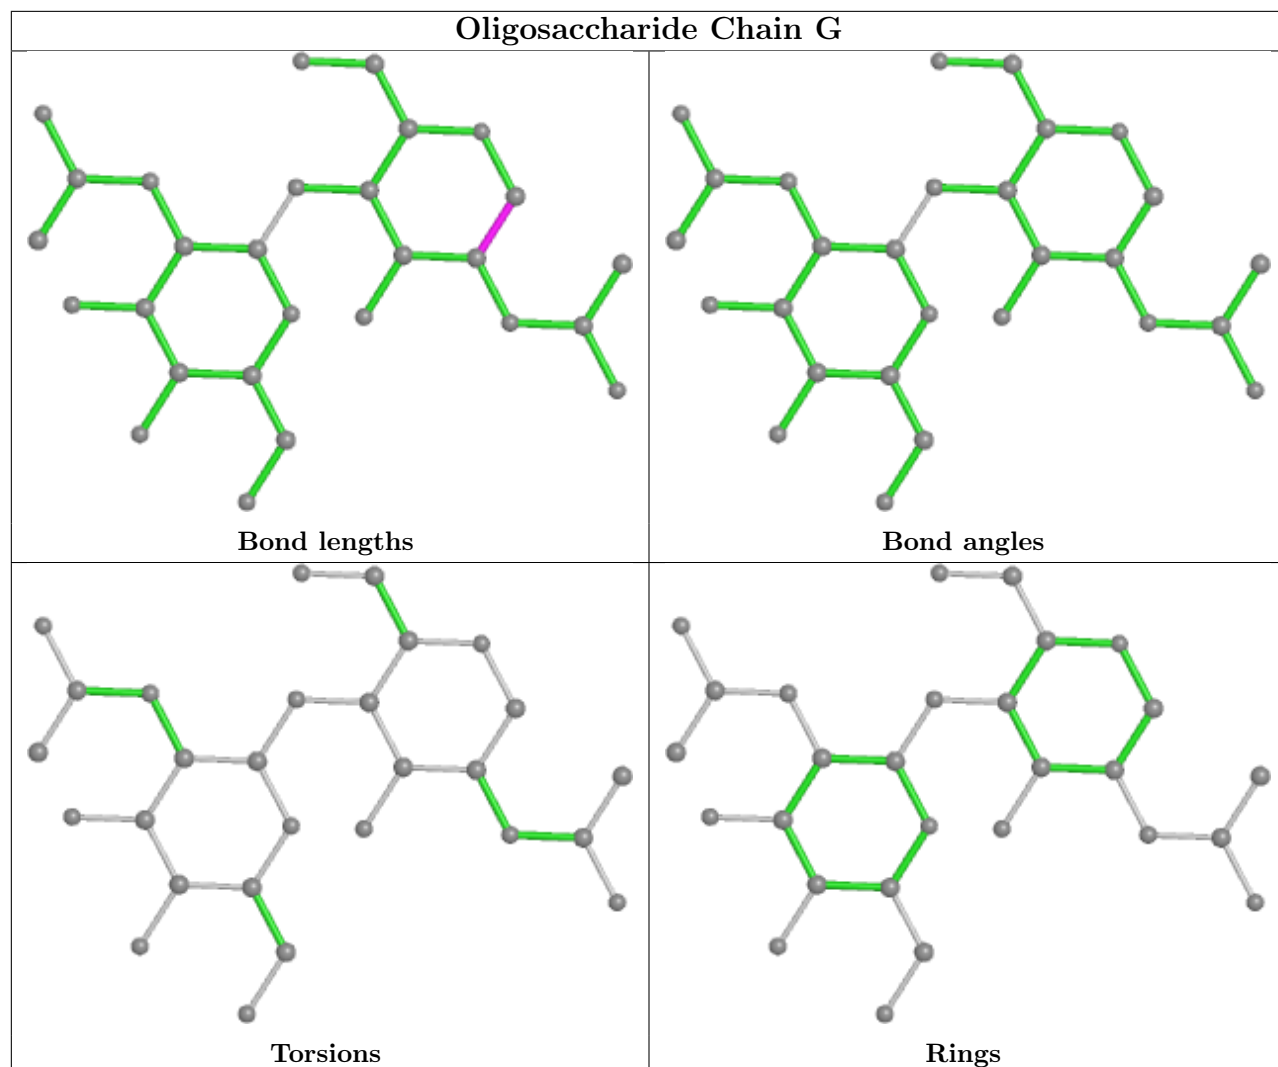 Oligosaccharide Chain G
Bond lengths
Bond angles
Torsions
Rings